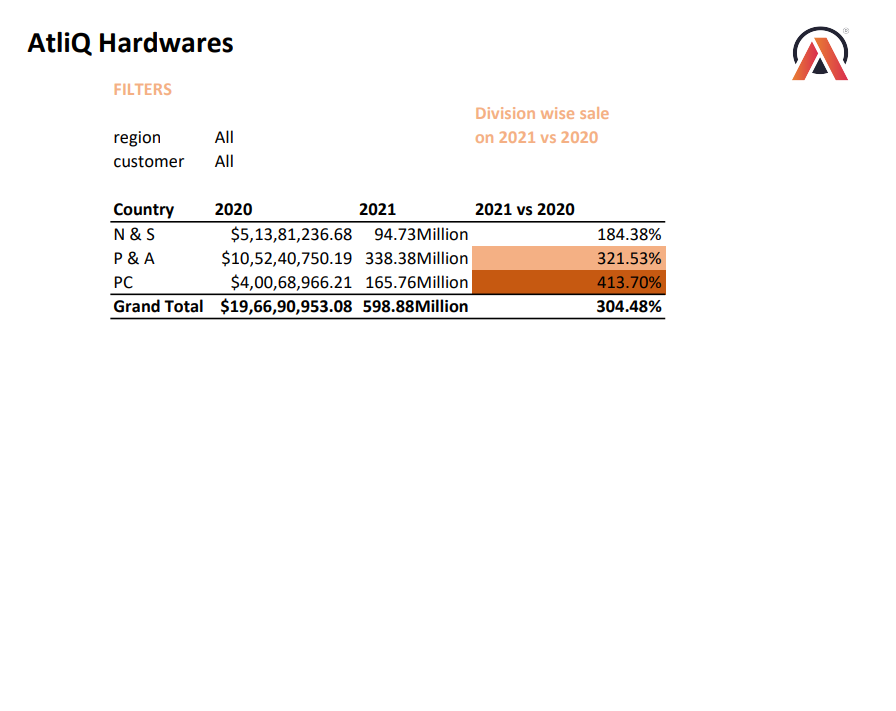 AtliQ Hardwares
®
FILTERS
Division wise sale
on 2021 vs 2020
region All
customer All
Country 2020 2021 2021 vs 2020
N & S $5,13,81,236.68 94.73Million 184.38%
P & A $10,52,40,750.19 338.38Million 321.53%
PC $4,00,68,966.21 165.76Million 413.70%
Grand Total $19,66,90,953.08 598.88Million 304.48%